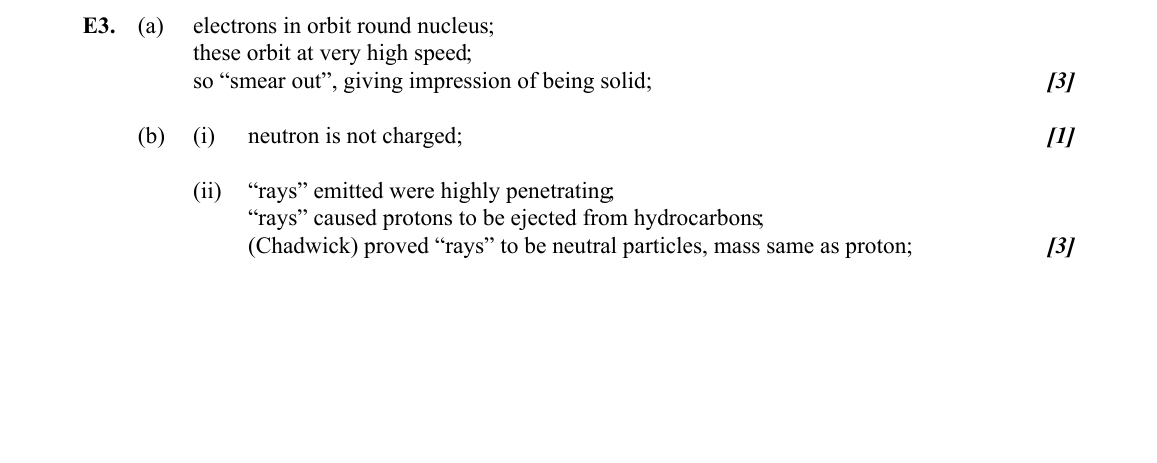 E3. (a) electrons in orbit round nucleus;
these orbit at very high speed;
so “smear out”, giving impression of being solid; [3]
(b) (i) neutron is not charged; [1]
(ii) “rays” emitted were highly penetrating;
“rays” caused protons to be ejected from hydrocarbons;
(Chadwick) proved “rays” to be neutral particles, mass same as proton; [3]